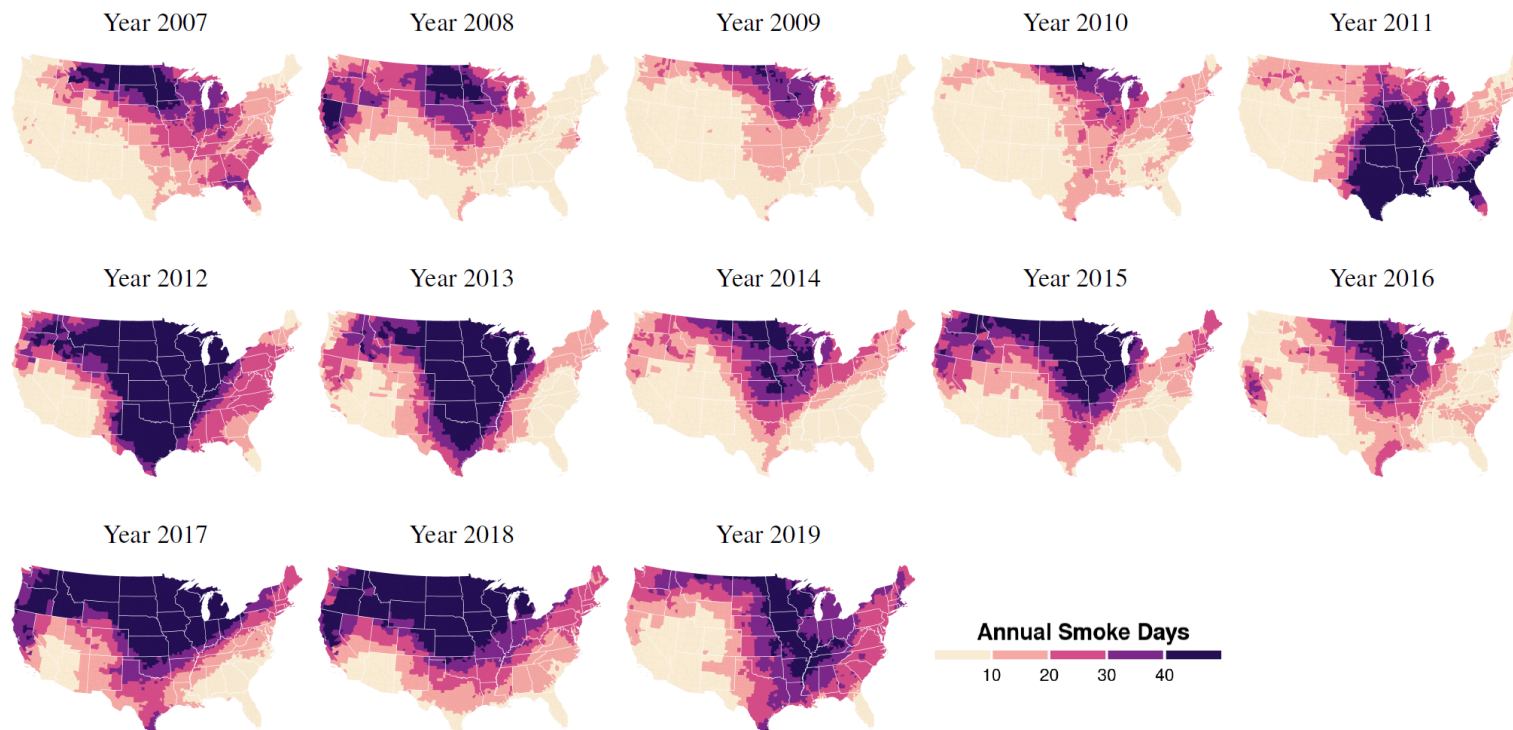 Year 2007
Year 2008
Year 2009
Year 2010
Year 2011
Year 2012
Year 2013
Year 2014
Year 2015
Year 2016
Year 2017
Year 2018
Year 2019
Annual Smoke Days
10 20 30 40